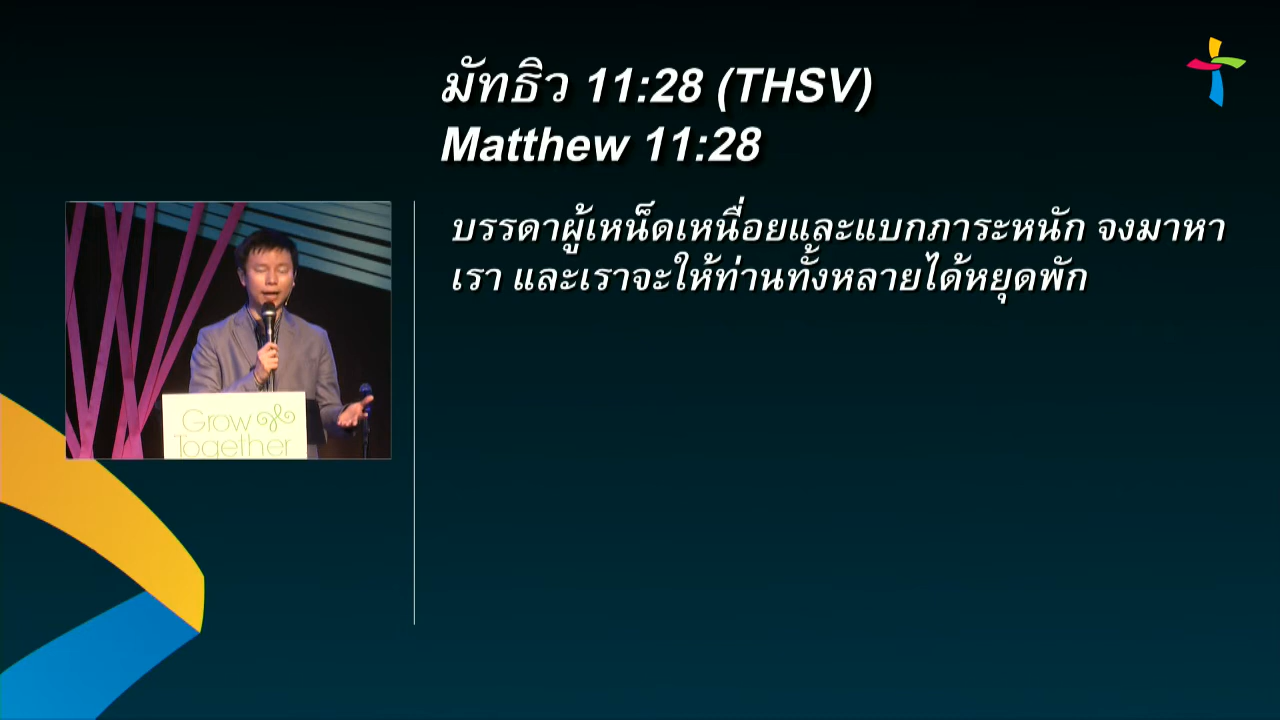 มัทธิว 11:28 (THSV)
Matthew 11:28
บรรดาผู้เหน็ดเหนื่อยและแบกภาระหนัก จงมาหา
เรา และเราจะให้ท่านทั้งหลายได้หยุดพัก
Grow
Together